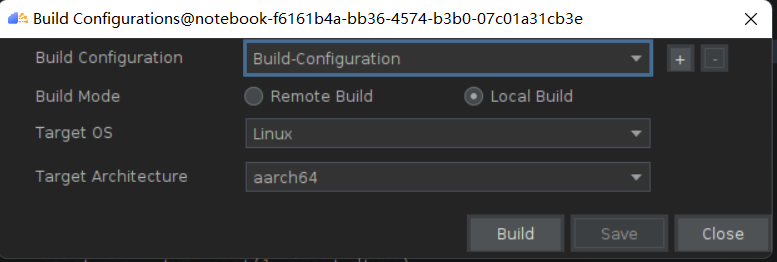 Build Configurations@notebook-f6161b4a-bb36-4574-b3b0-07c01a31cb3e
Build Configuration Build-Configuration + -
Build Mode Remote Build Local Build
Target OS Linux
Target Architecture aarch64
Build Save Close